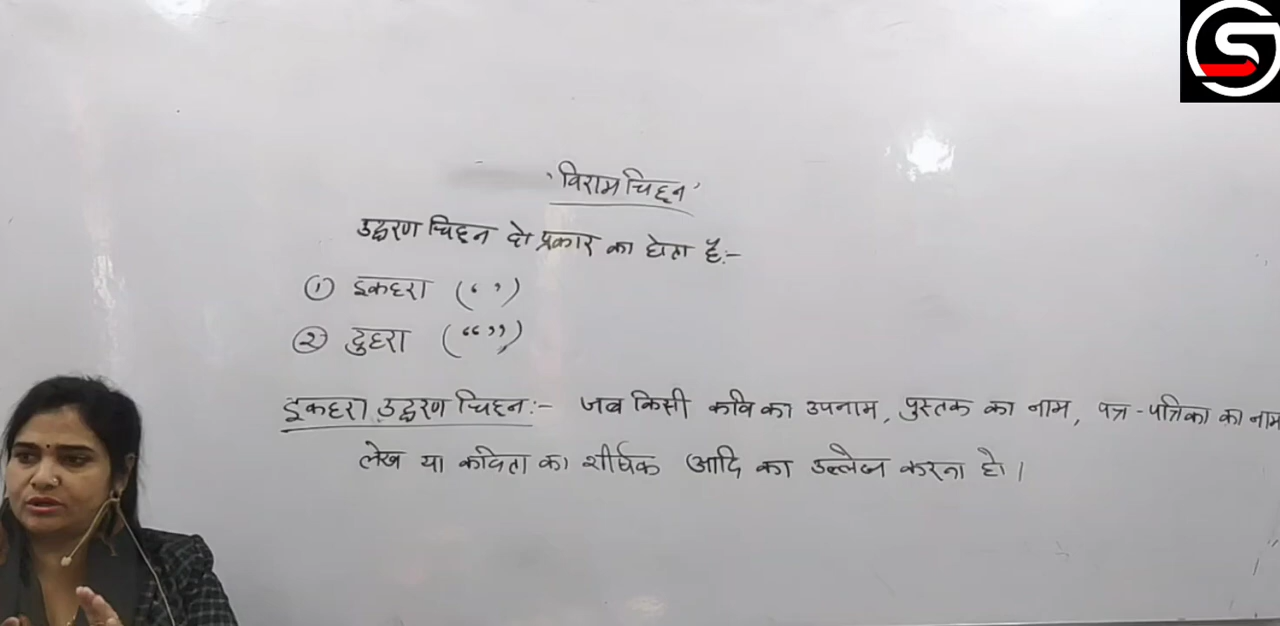 'विराम चिह्न'
उद्धरण चिह्न दो प्रकार का होता है:-
① इकहरा (‘ ’)
② दुहरा (“ ”)
इकहरा उद्धरण चिह्न:- जब किसी कवि का उपनाम, पुस्तक का नाम, पत्र-पत्रिका का नाम
लेख या कविता का शीर्षक आदि का उल्लेख करना हो।